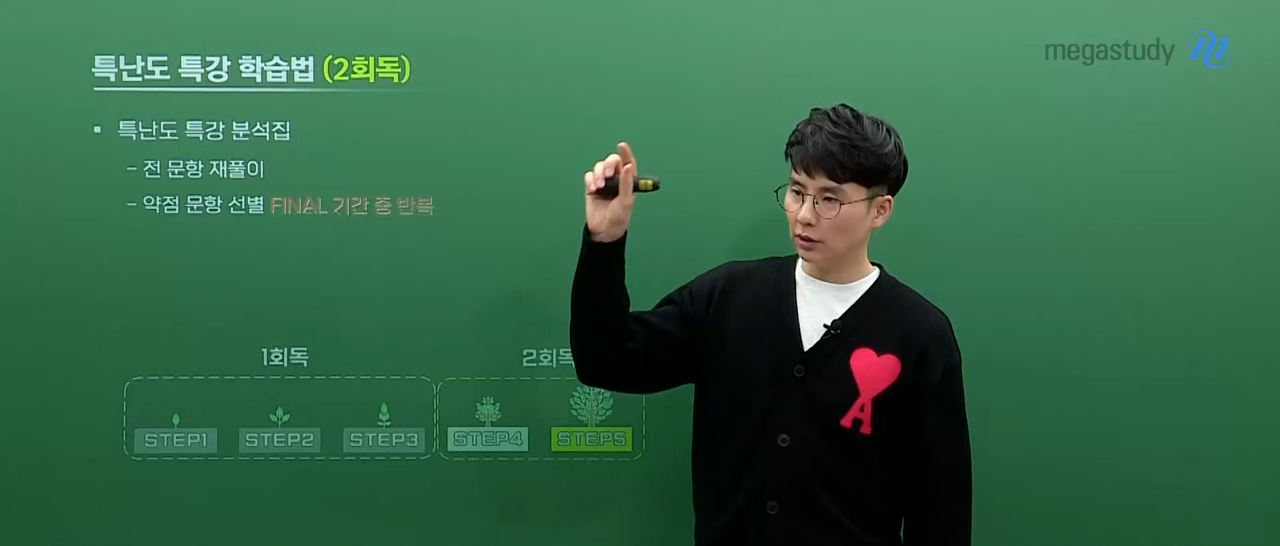 megastudy
특난도 특강 학습법 (2회독)
▪ 특난도 특강 분석집
– 전 문항 재풀이
– 약점 문항 선별 FINAL 기간 중 반복
1회독 2회독
STEP1 STEP2 STEP3 STEP4 STEP5
A